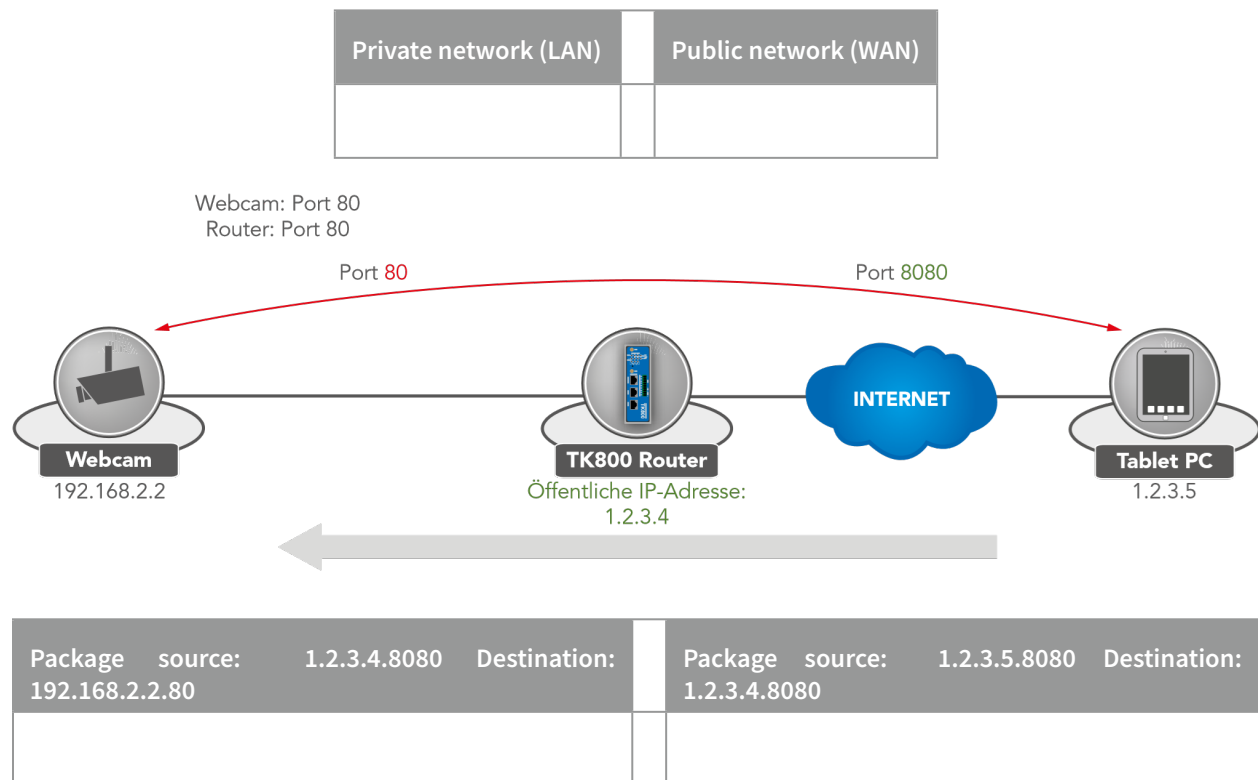 Private network (LAN)
Public network (WAN)
Webcam: Port 80
Router: Port 80
Port 80
Port 8080
INTERNET
Webcam
192.168.2.2
TK800 Router
Öffentliche IP-Adresse:
1.2.3.4
Tablet PC
1.2.3.5
Package source: 1.2.3.4.8080 Destination:
192.168.2.2.80
Package source: 1.2.3.5.8080 Destination:
1.2.3.4.8080